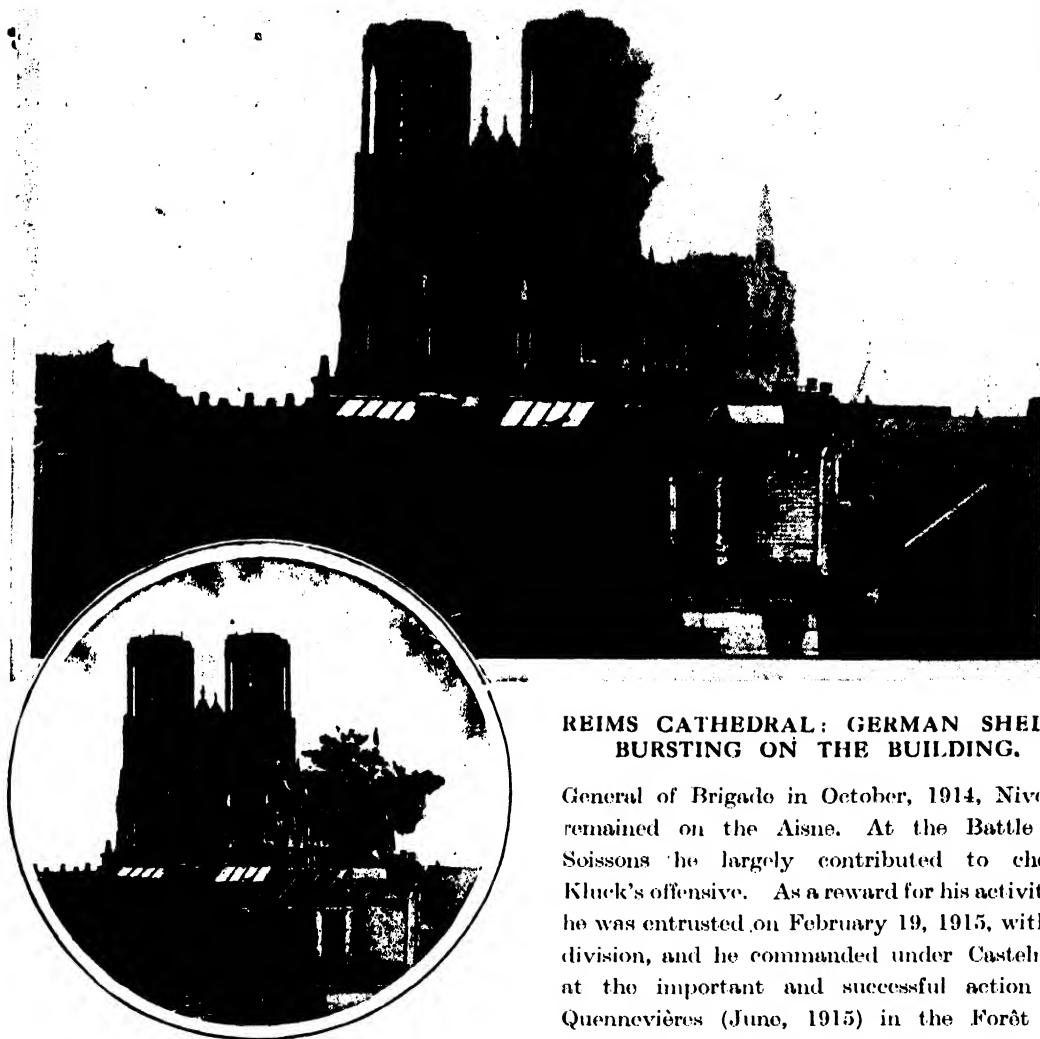 REIMS CATHEDRAL: GERMAN SHEL
BURSTING ON THE BUILDING.
General of Brigade in October, 1914, Nive
remained on the Aisne. At the Battle
Soissons he largely contributed to che
Kluck's offensive. As a reward for his activit
he was entrusted on February 19, 1915, with
division, and he commanded under Casteln
at the important and successful action
Quennevières (June, 1915) in the Forêt